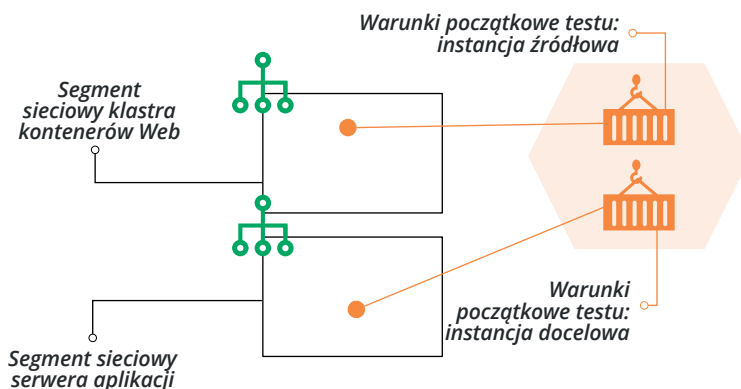 Warunki początkowe testu:
instancja źródłowa
Segment
sieciowy klastra
kontenerów Web
Warunki
początkowe testu:
instancja docelowa
Segment sieciowy
serwera aplikacji